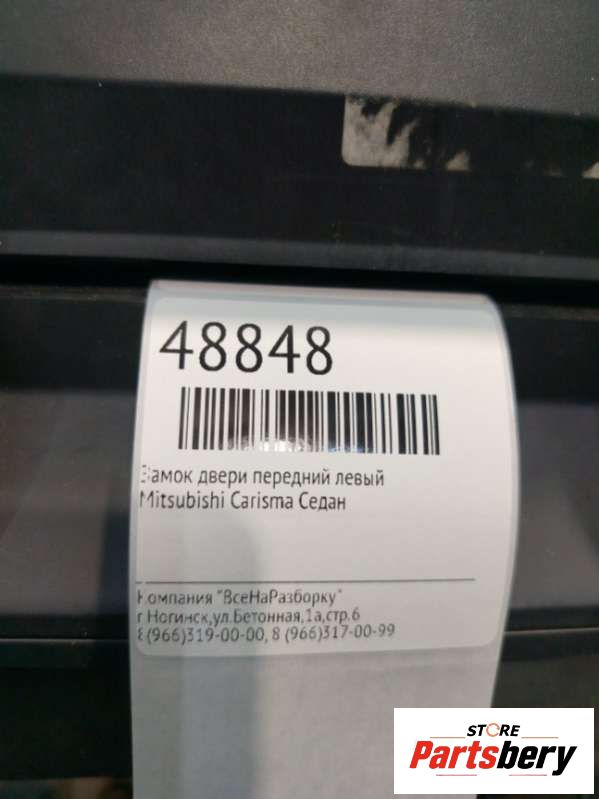 48848
Замок двери передний левый
Mitsubishi Carisma Седан
Компания "ВсеНаРазборку"
г Ногинск,ул.Бетонная,1а,стр.6
8(966)319-00-00, 8 (966)317-00-99
STORE
Partsbery